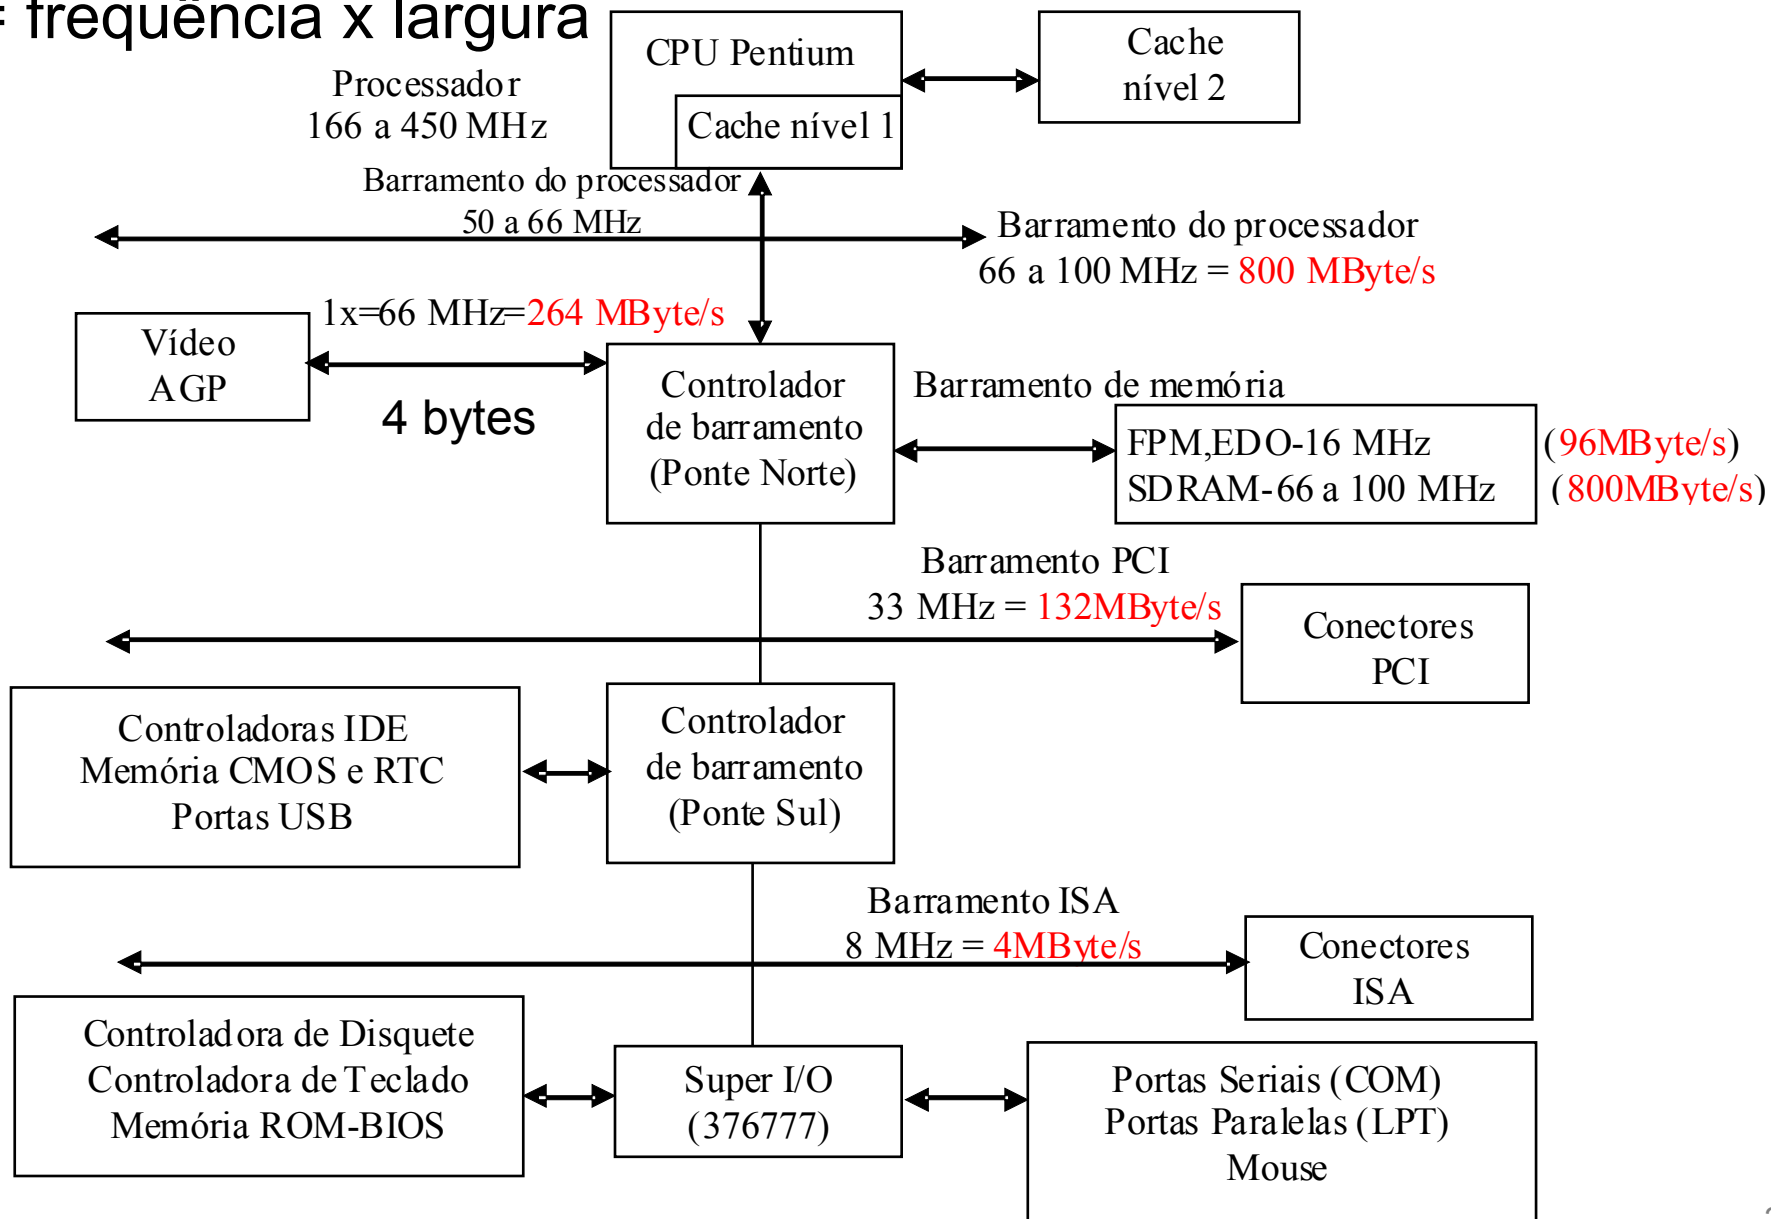 = frequência x largura
CPU Pentium
Cache nível 1
Cache
nível 2
Processador
166 a 450 MHz
Barramento do processador
50 a 66 MHz
Barramento do processador
66 a 100 MHz = 800 MByte/s
1x=66 MHz=264 MByte/s
Vídeo
AGP
4 bytes
Controlador
de barramento
(Ponte Norte)
Barramento de memória
FPM,EDO-16 MHz (96MByte/s)
SDRAM-66 a 100 MHz (800MByte/s)
Barramento PCI
33 MHz = 132MByte/s
Conectores
PCI
Controladoras IDE
Memória CMOS e RTC
Portas USB
Controlador
de barramento
(Ponte Sul)
Barramento ISA
8 MHz = 4MByte/s
Conectores
ISA
Controladora de Disquete
Controladora de Teclado
Memória ROM-BIOS
Super I/O
(376777)
Portas Seriais (COM)
Portas Paralelas (LPT)
Mouse